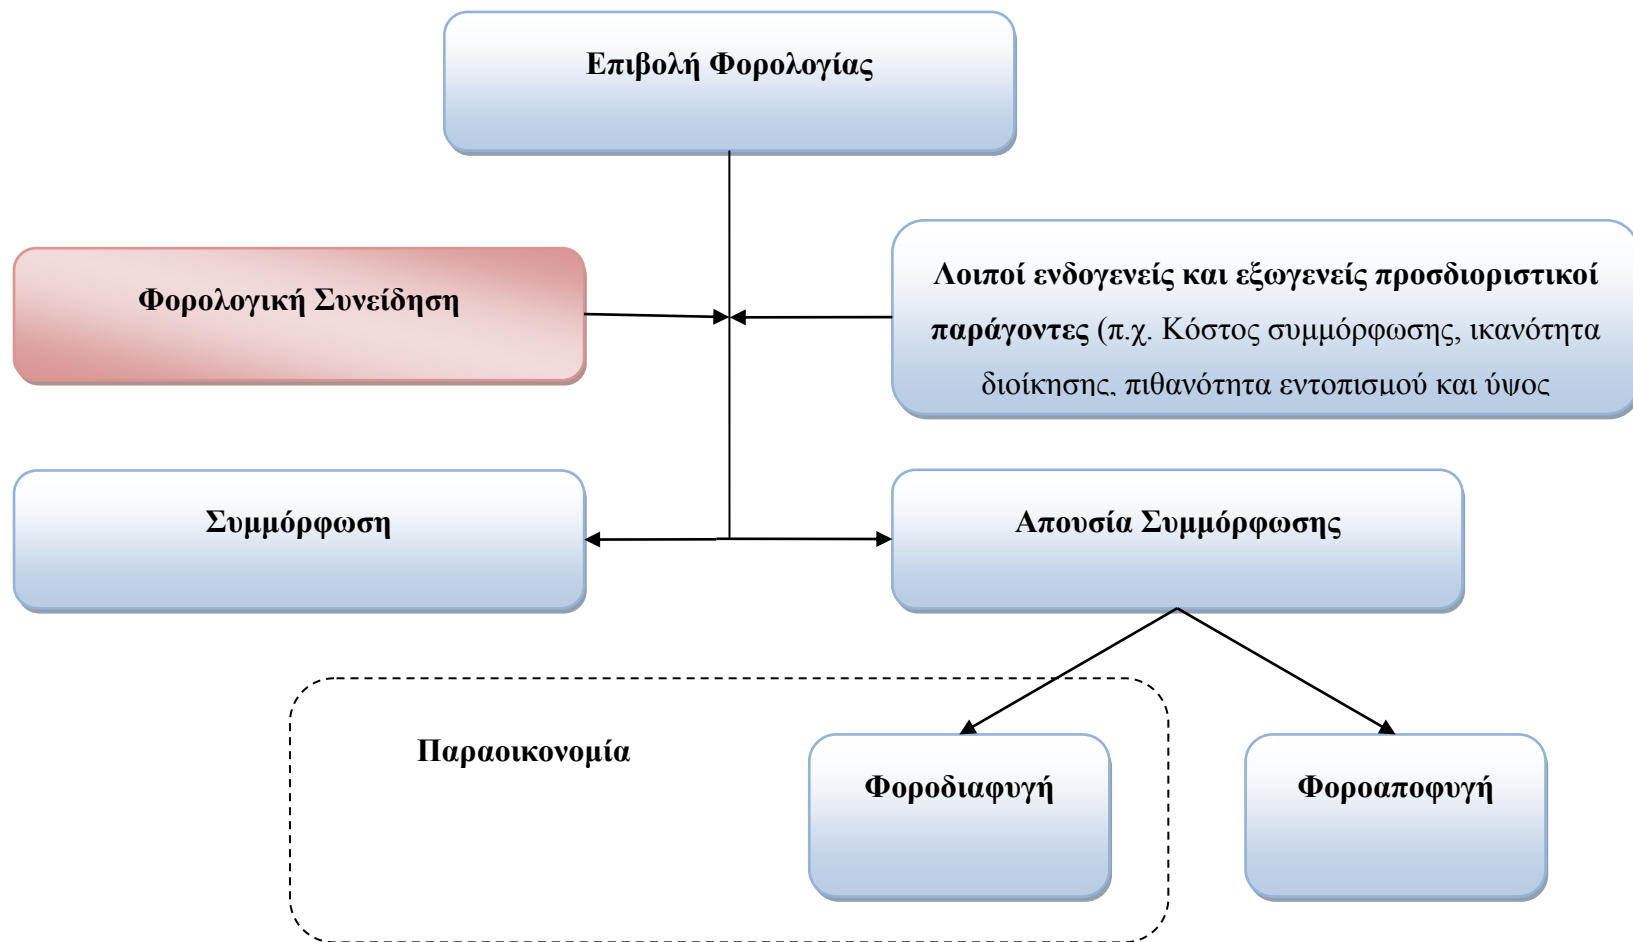 Επιβολή Φορολογίας
Φορολογική Συνείδηση
Λοιποί ενδογενείς και εξωγενείς προσδιοριστικοί
παράγοντες (π.χ. Κόστος συμμόρφωσης, ικανότητα
διοίκησης, πιθανότητα εντοπισμού και ύψος
Συμμόρφωση
Απουσία Συμμόρφωσης
Παραοικονομία
Φοροδιαφυγή
Φοροαποφυγή